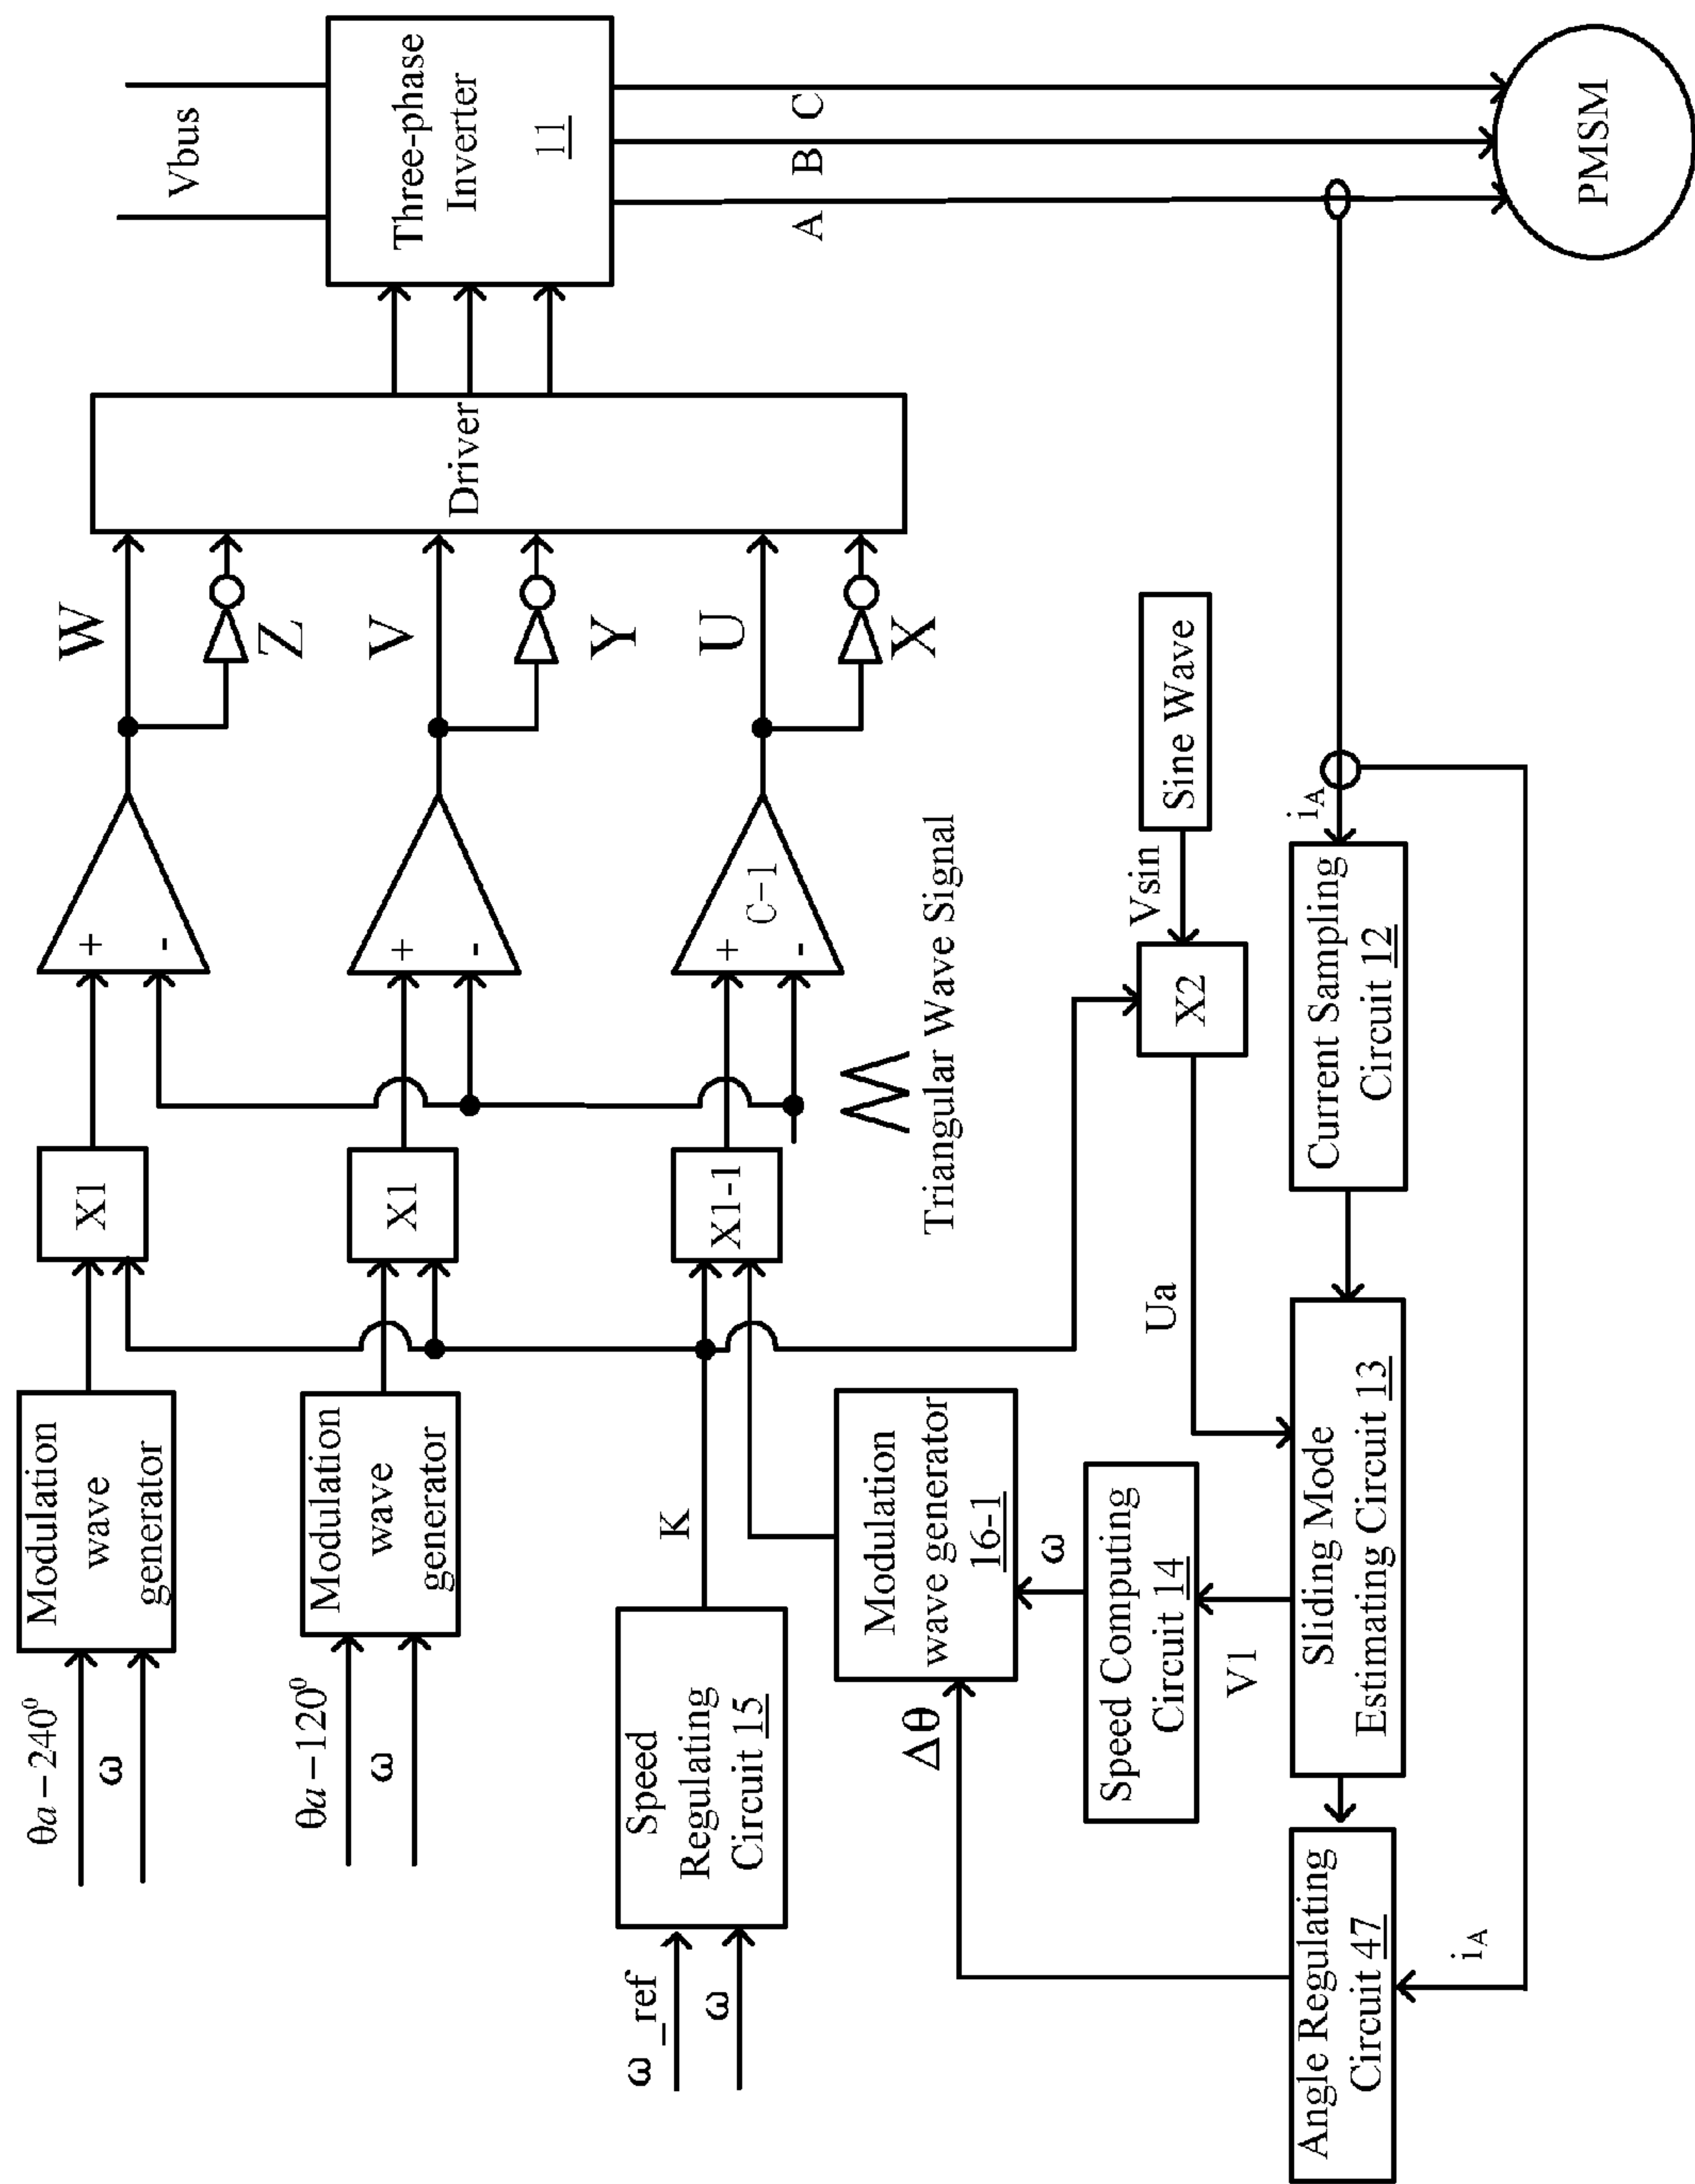 θa−240⁰
ω
Modulation
wave
generator
X1
+
-
W
Z
Vbus
Three-phase
Inverter
11
θa−120⁰
ω
Modulation
wave
generator
X1
+
-
V
Y
Driver
ω_ref
ω
Speed
Regulating
Circuit 15
K
X1-1
+
-
C-1
U
X
A
B
C
Triangular Wave Signal
Δθ
Modulation
wave generator
16-1
ω
Speed Computing
Circuit 14
V1
Ua
X2
Vsin
Sine Wave
Angle Regulating
Circuit 47
Sliding Mode
Estimating Circuit 13
Current Sampling
Circuit 12
iA
iA
PMSM